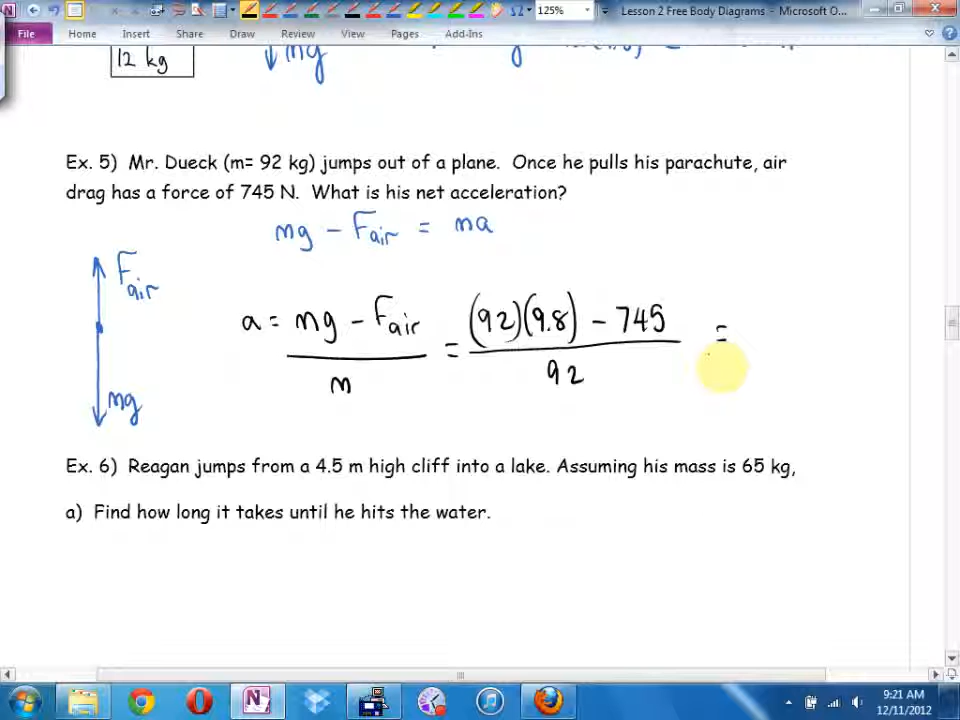 125%
Lesson 2 Free Body Diagrams - Microsoft O...
File Home Insert Share Draw Review View Pages Add-Ins
12 kg
mg
Ex. 5) Mr. Dueck (m= 92 kg) jumps out of a plane. Once he pulls his parachute, air
drag has a force of 745 N. What is his net acceleration?
mg - Fair = ma
Fair
a = mg - Fair = (92)(9.8) - 745 =
m 92
mg
Ex. 6) Reagan jumps from a 4.5 m high cliff into a lake. Assuming his mass is 65 kg,
a) Find how long it takes until he hits the water.
9:21 AM
12/11/2012